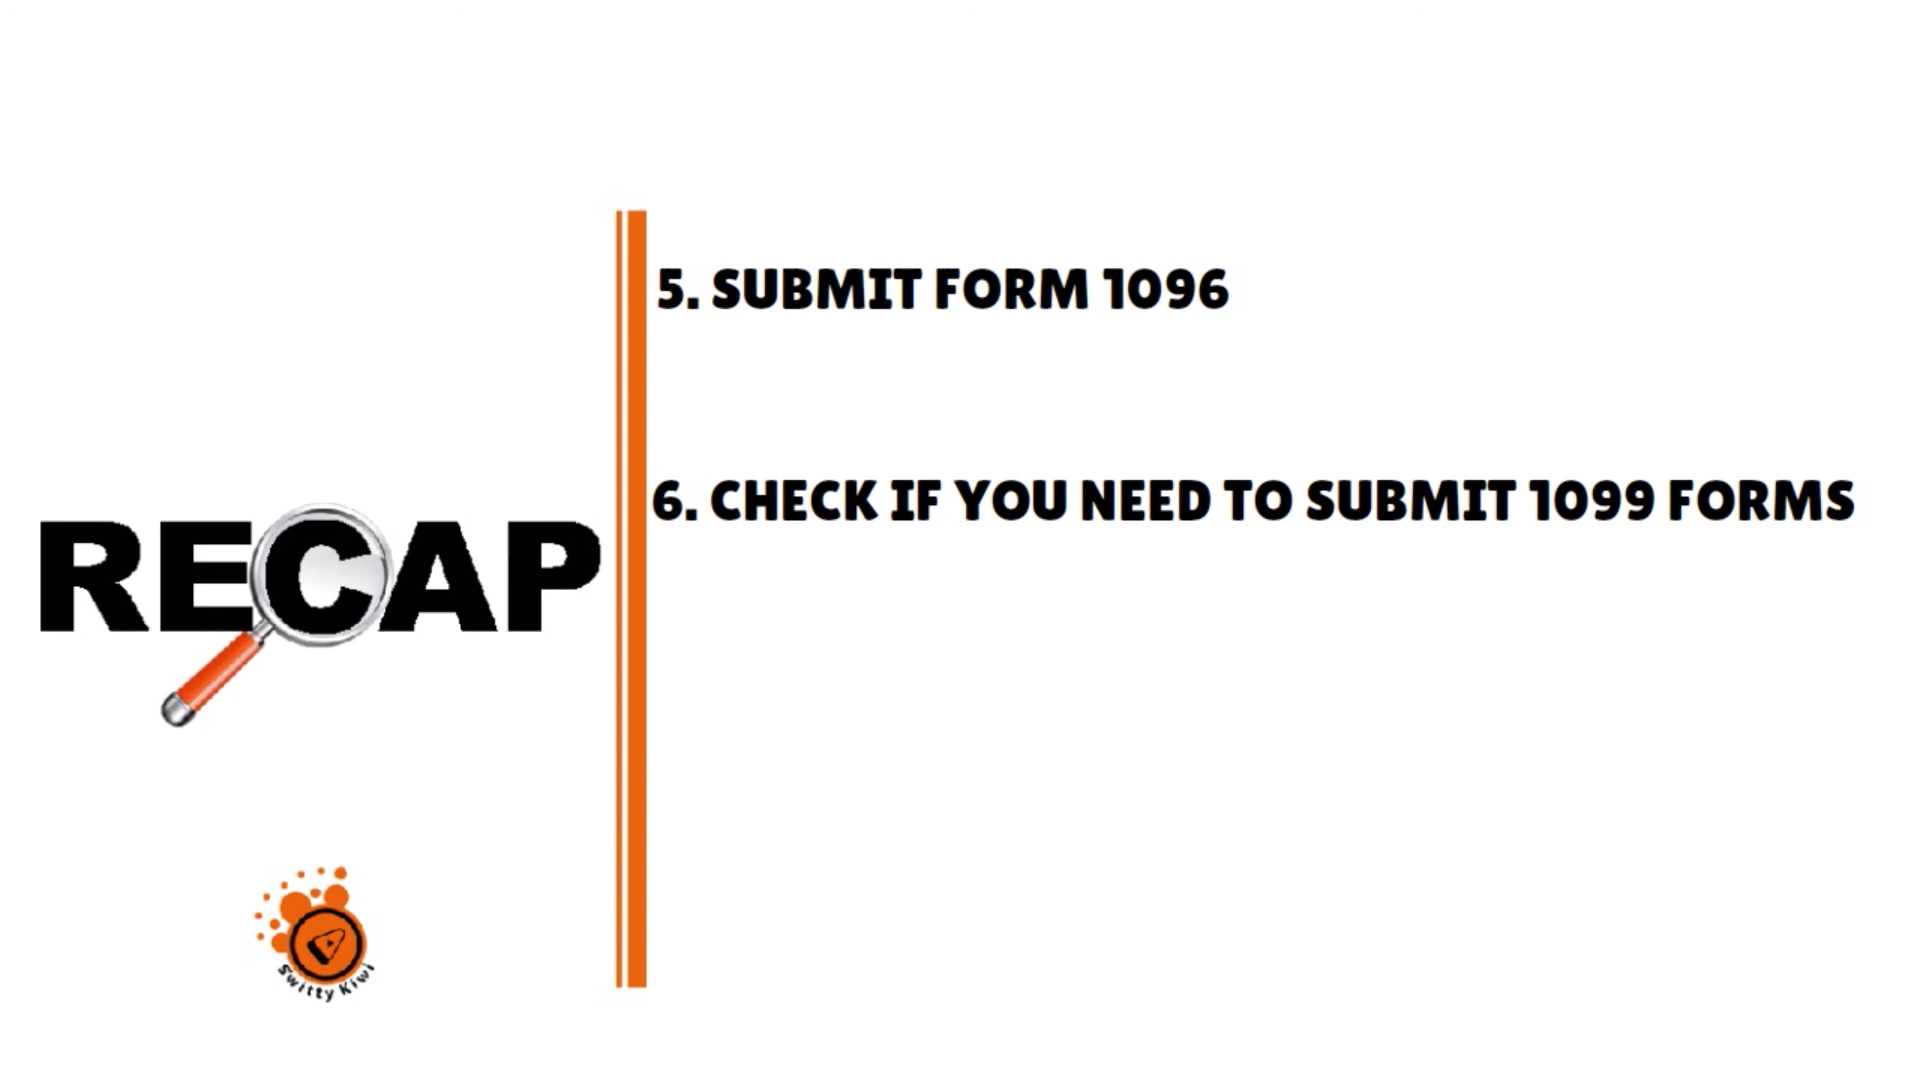 5. SUBMIT FORM 1096
6. CHECK IF YOU NEED TO SUBMIT 1099 FORMS
RECAP
Switty Kiwi